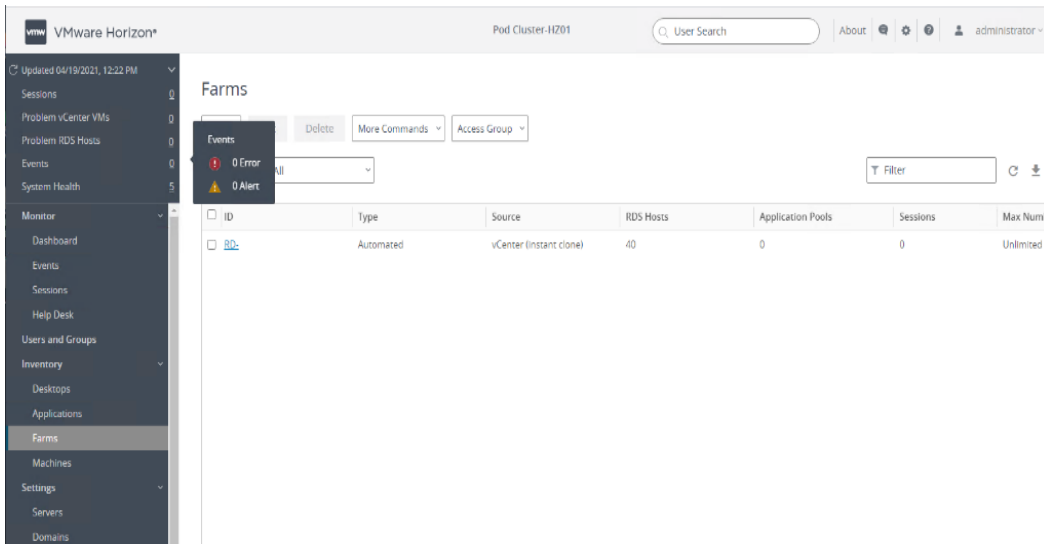 vmw VMware Horizon® Pod Cluster-HZ01 User Search About administrator
Updated 04/19/2021, 12:22 PM
Sessions 0
Problem vCenter VMs 0
Problem RDS Hosts 0
Events 0
System Health 5
Monitor
Dashboard
Events
Sessions
Help Desk
Users and Groups
Inventory
Desktops
Applications
Farms
Machines
Settings
Servers
Domains
Farms
Delete More Commands Access Group
Events
0 Error
0 Alert
All Filter
ID Type Source RDS Hosts Application Pools Sessions Max Num
RD- Automated vCenter (instant clone) 40 0 0 Unlimited